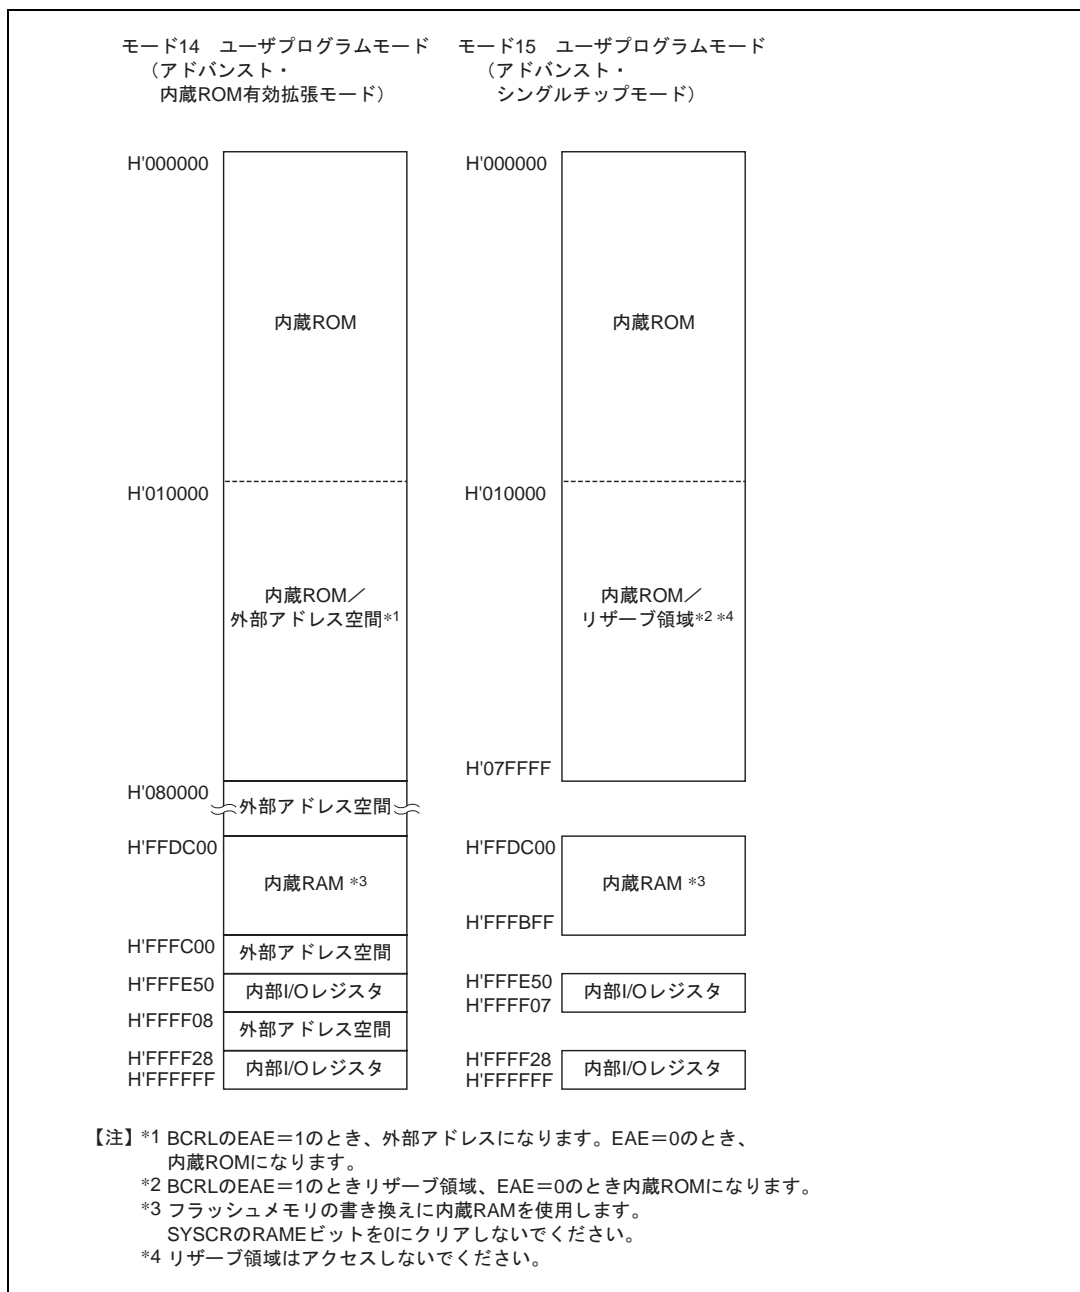 モード14　ユーザプログラムモード
（アドバンスト・
内蔵ROM有効拡張モード）
H'000000
内蔵ROM
H'010000
内蔵ROM／
外部アドレス空間*1
H'080000
外部アドレス空間
H'FFDC00
内蔵RAM *3
H'FFFC00
外部アドレス空間
H'FFFE50
内部I/Oレジスタ
H'FFFF08
外部アドレス空間
H'FFFF28
内部I/Oレジスタ
H'FFFFFF
モード15　ユーザプログラムモード
（アドバンスト・
シングルチップモード）
H'000000
内蔵ROM
H'010000
内蔵ROM／
リザーブ領域*2 *4
H'07FFFF
H'FFDC00
内蔵RAM *3
H'FFFBFF
H'FFFE50
内部I/Oレジスタ
H'FFFF07
H'FFFF28
内部I/Oレジスタ
H'FFFFFF
【注】*1 BCRLのEAE＝1のとき、外部アドレスになります。EAE＝0のとき、
内蔵ROMになります。
*2 BCRLのEAE＝1のときリザーブ領域、EAE＝0のとき内蔵ROMになります。
*3 フラッシュメモリの書き換えに内蔵RAMを使用します。
SYSCRのRAMEビットを0にクリアしないでください。
*4 リザーブ領域はアクセスしないでください。